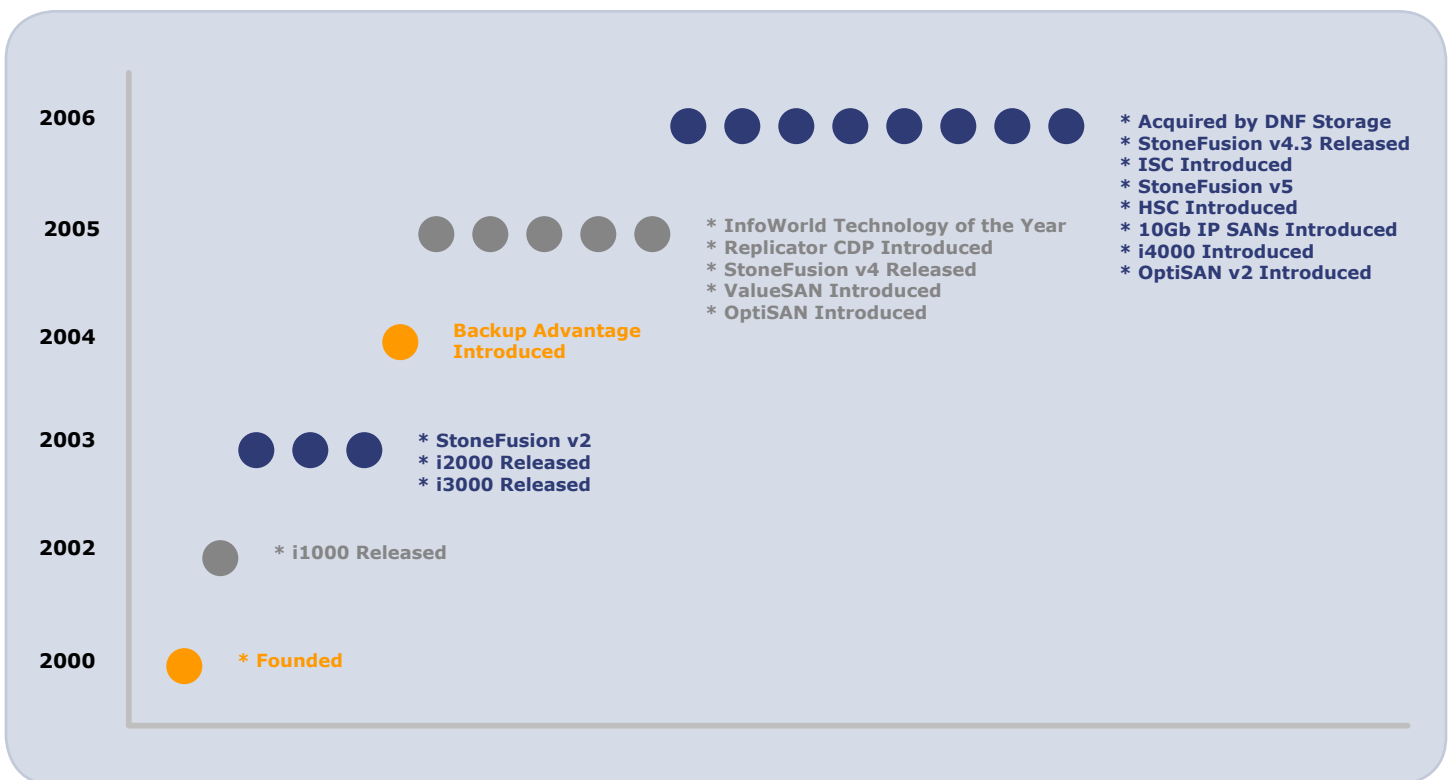 2006
* Acquired by DNF Storage
* StoneFusion v4.3 Released
* ISC Introduced
* StoneFusion v5
* HSC Introduced
* 10Gb IP SANs Introduced
* i4000 Introduced
* OptiSAN v2 Introduced
2005
* InfoWorld Technology of the Year
* Replicator CDP Introduced
* StoneFusion v4 Released
* ValueSAN Introduced
* OptiSAN Introduced
2004
Backup Advantage
Introduced
2003
* StoneFusion v2
* i2000 Released
* i3000 Released
2002
* i1000 Released
2000
* Founded